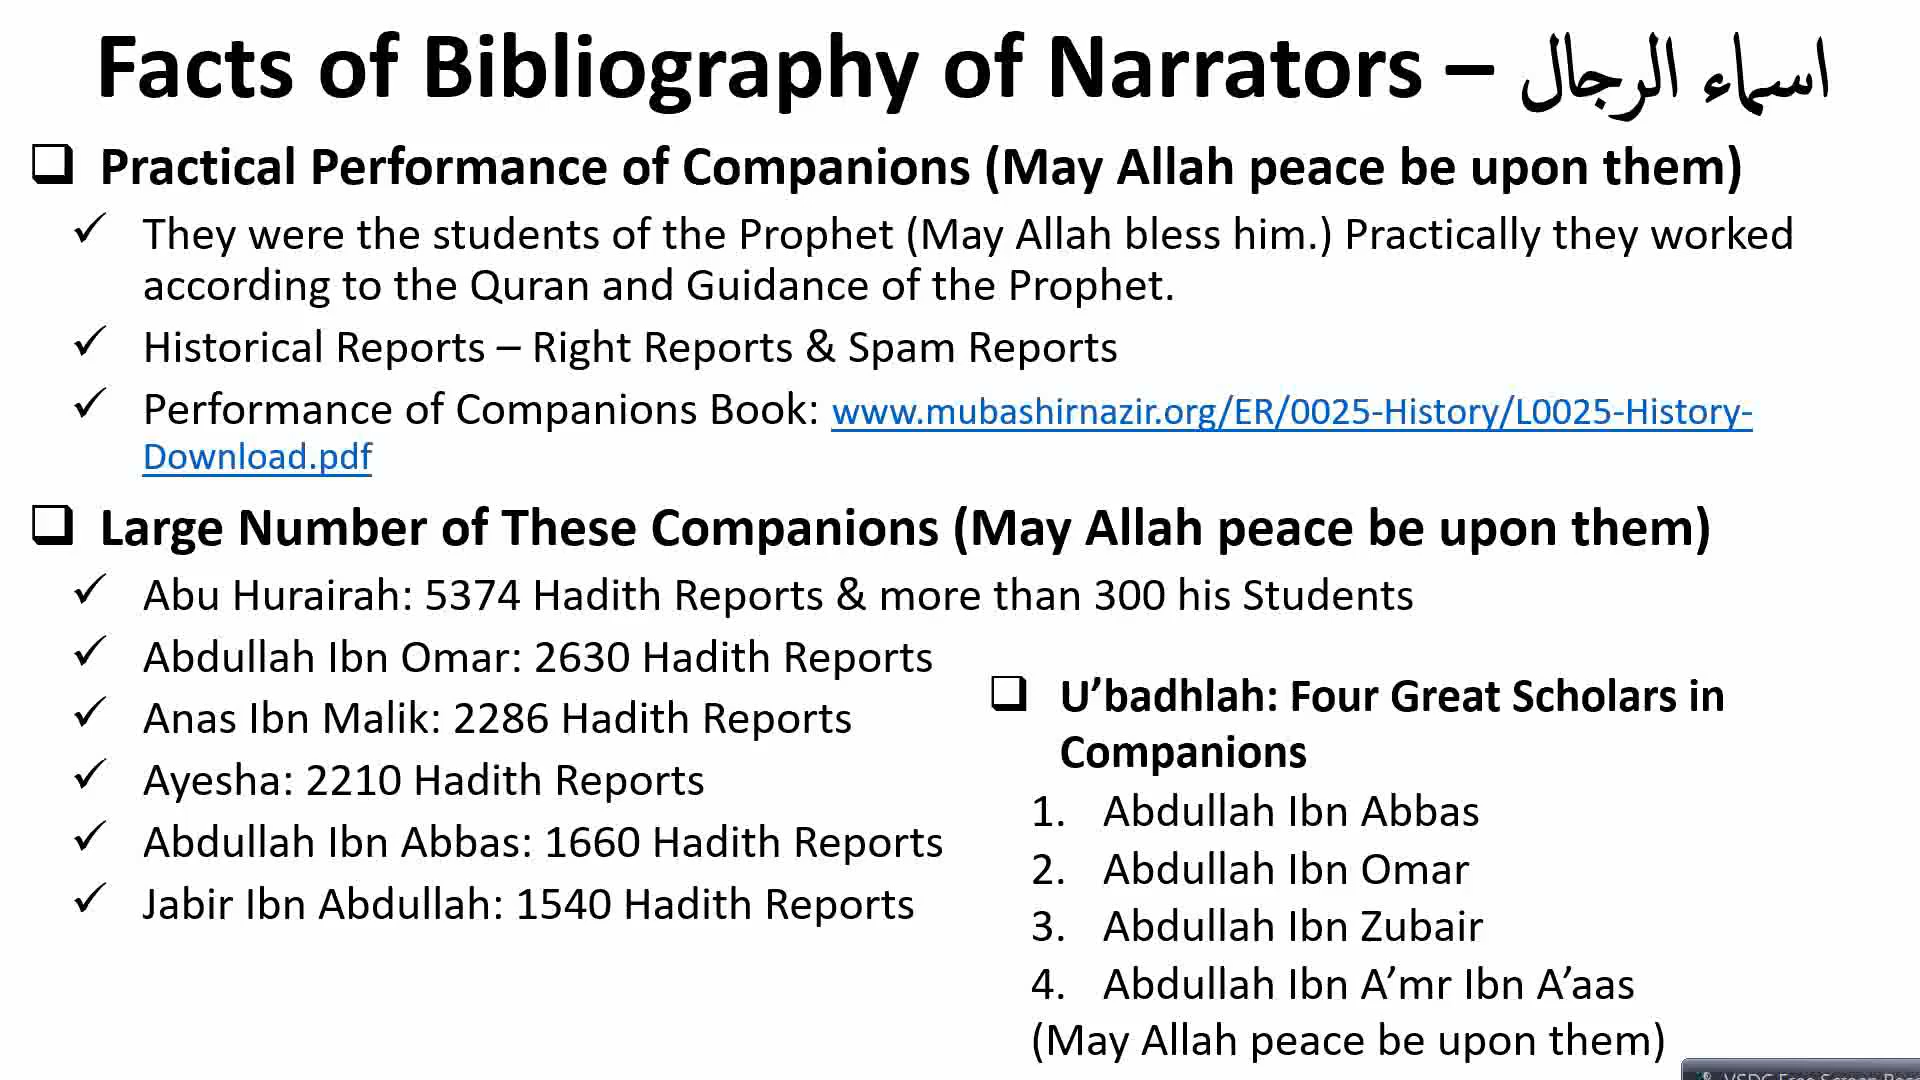 Facts of Bibliography of Narrators – اسماء الرجال
Practical Performance of Companions (May Allah peace be upon them)
They were the students of the Prophet (May Allah bless him.) Practically they worked
according to the Quran and Guidance of the Prophet.
Historical Reports – Right Reports & Spam Reports
Performance of Companions Book: www.mubashirnazir.org/ER/0025-History/L0025-History-
Download.pdf
Large Number of These Companions (May Allah peace be upon them)
Abu Hurairah: 5374 Hadith Reports & more than 300 his Students
Abdullah Ibn Omar: 2630 Hadith Reports
Anas Ibn Malik: 2286 Hadith Reports
Ayesha: 2210 Hadith Reports
Abdullah Ibn Abbas: 1660 Hadith Reports
Jabir Ibn Abdullah: 1540 Hadith Reports
U’badhlah: Four Great Scholars in
Companions
1. Abdullah Ibn Abbas
2. Abdullah Ibn Omar
3. Abdullah Ibn Zubair
4. Abdullah Ibn A’mr Ibn A’aas
(May Allah peace be upon them)